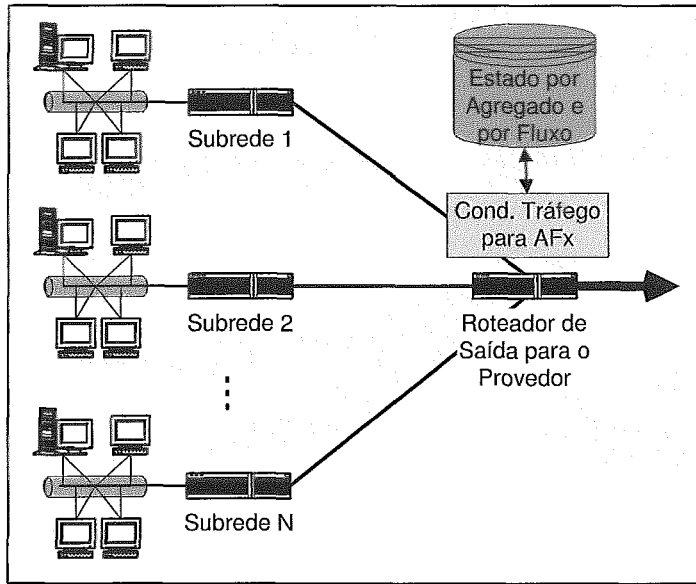 Estado por
Agregado e
por Fluxo
Subrede 1
Cond. Tráfego
para AFx
Subrede 2
Roteador de
Saída para o
Provedor
Subrede N